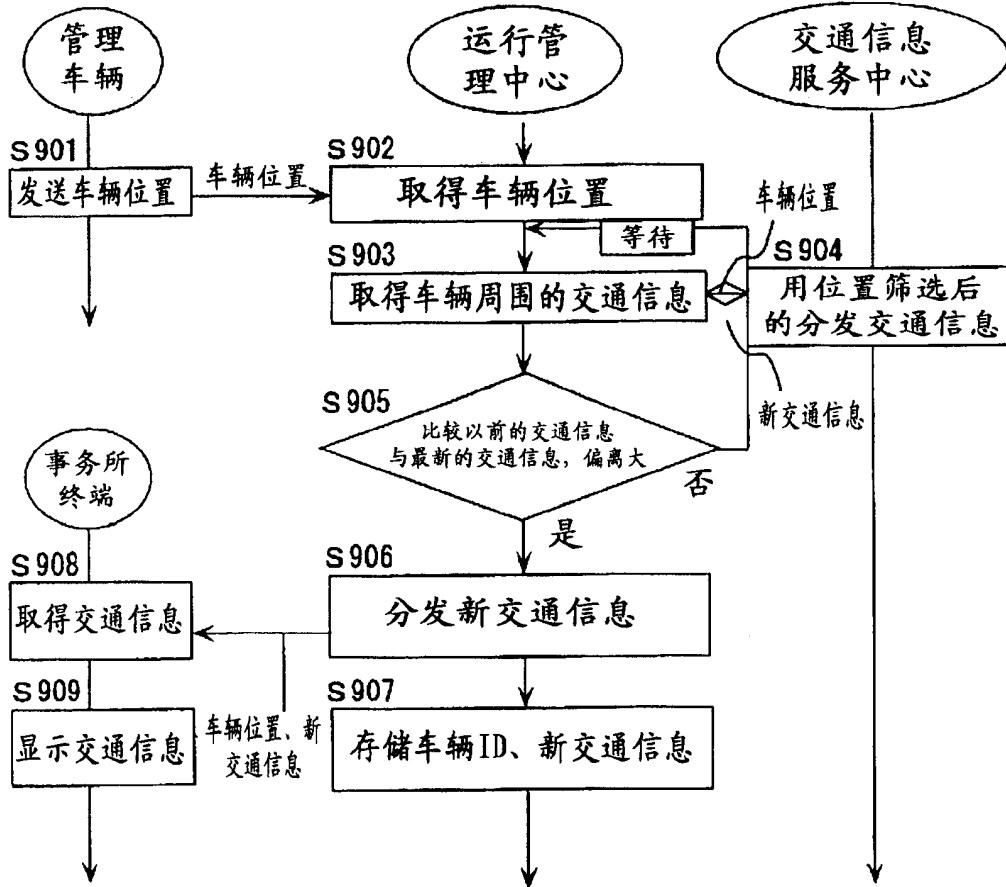 管理
车辆
运行管
理中心
交通信息
服务中心
S901
发送车辆位置
车辆位置
S902
取得车辆位置
等待
车辆位置
S903
取得车辆周围的交通信息
S904
用位置筛选后
的分发交通信息
新交通信息
S905
比较以前的交通信息
与最新的交通信息，偏离大
否
是
事务所
终端
S908
取得交通信息
S906
分发新交通信息
S909
显示交通信息
车辆位置、新
交通信息
S907
存储车辆ID、新交通信息